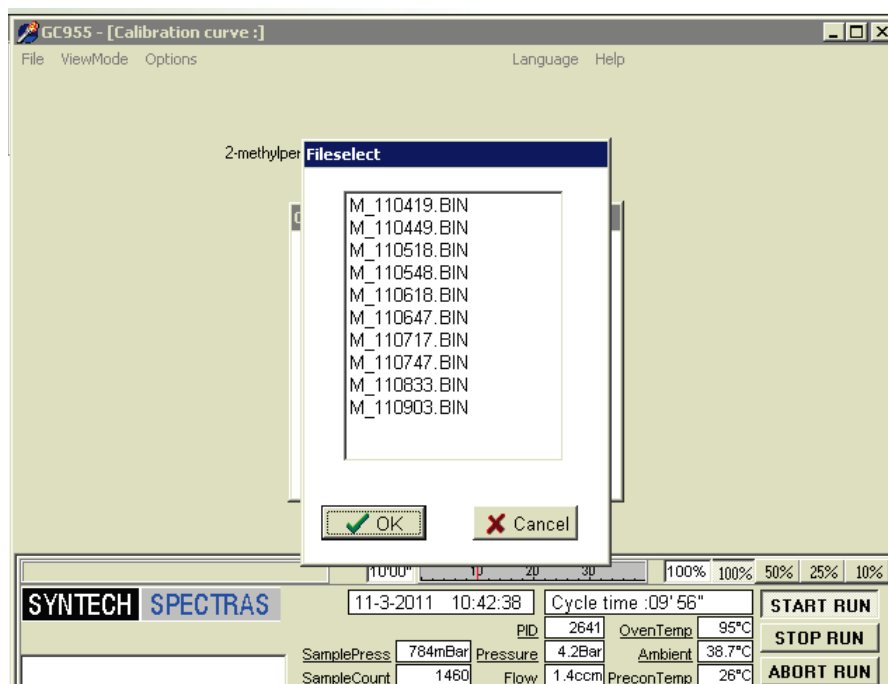 GC955 - [Calibration curve :]
File ViewMode Options Language Help
2-methylper
Fileselect
M_110419.BIN
M_110449.BIN
M_110518.BIN
M_110548.BIN
M_110618.BIN
M_110647.BIN
M_110717.BIN
M_110747.BIN
M_110833.BIN
M_110903.BIN
OK Cancel
10'00" 10 20 30 100% 100% 50% 25% 10%
SYNTECH SPECTRAS 11-3-2011 10:42:38 Cycle time :09'56" START RUN
PID 2641 OvenTemp 95°C STOP RUN
SamplePress 784mBar Pressure 4.2Bar Ambient 38.7°C
SampleCount 1460 Flow 1.4ccm PreconTemp 26°C ABORT RUN